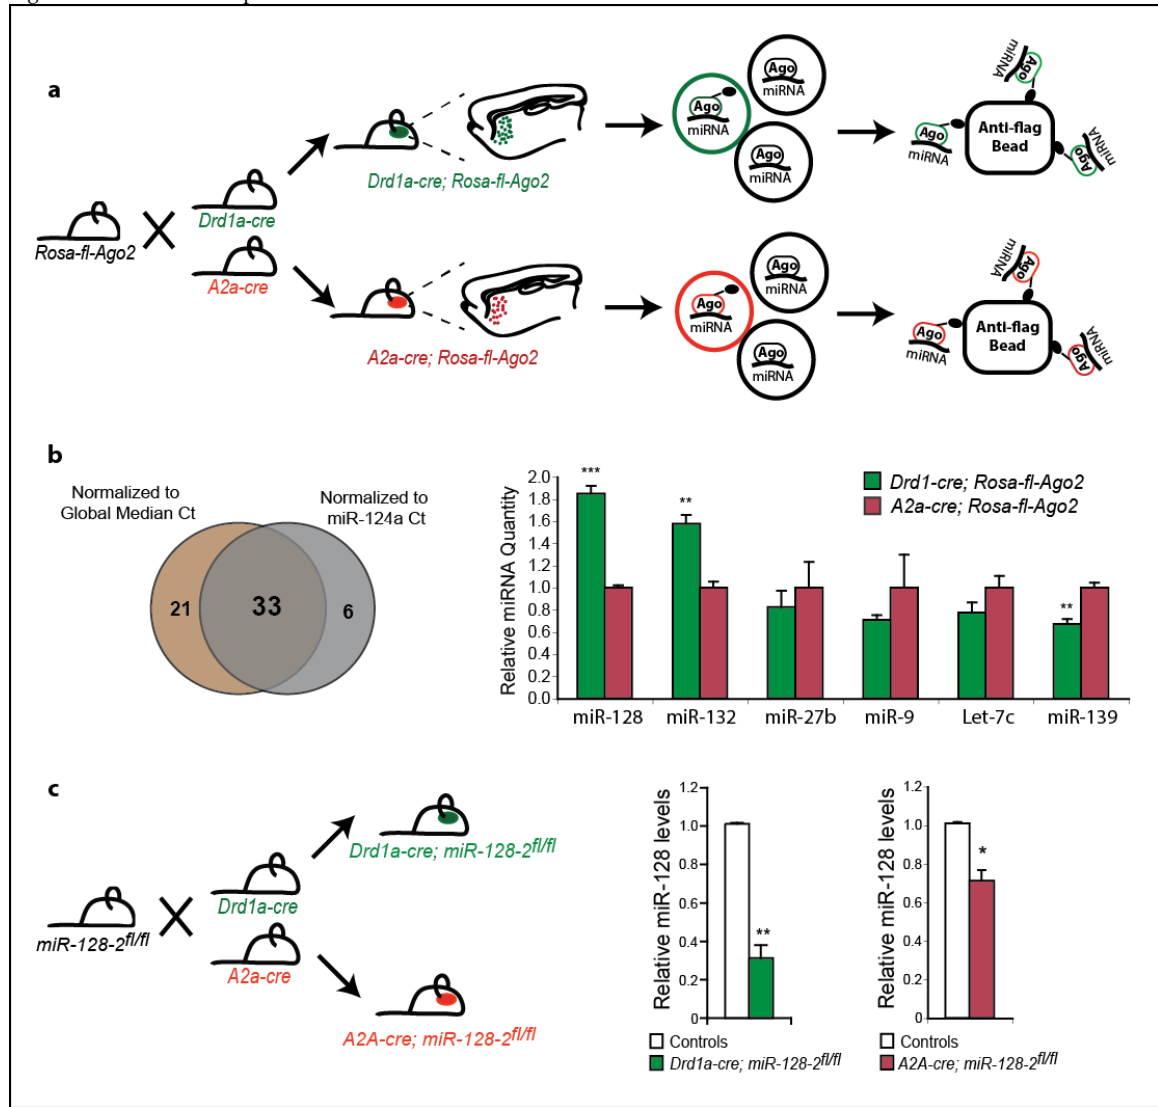 a
Rosa-fl-Ago2
Drd1a-cre
A2a-cre
Drd1a-cre; Rosa-fl-Ago2
A2a-cre; Rosa-fl-Ago2
Ago
miRNA
Ago
miRNA
Ago
miRNA
Ago
miRNA
Ago
miRNA
Ago
miRNA
Anti-flag
Bead
Ago
miRNA
Ago
miRNA
Ago
miRNA
Ago
miRNA
Ago
miRNA
Ago
miRNA
Anti-flag
Bead
b
Normalized to
Global Median Ct
Normalized to
miR-124a Ct
21
33
6
Relative miRNA Quantity
2.0
1.8
1.6
1.4
1.2
1.0
0.8
0.6
0.4
0.2
0.0
***
**
**
Drd1-cre; Rosa-fl-Ago2
A2a-cre; Rosa-fl-Ago2
miR-128
miR-132
miR-27b
miR-9
Let-7c
miR-139
c
miR-128-2fl/fl
Drd1a-cre
A2a-cre
Drd1a-cre; miR-128-2fl/fl
A2A-cre; miR-128-2fl/fl
Relative miR-128 levels
1.2
1.0
0.8
0.6
0.4
0.2
0
**
Controls
Drd1a-cre; miR-128-2fl/fl
Relative miR-128 levels
1.2
1.0
0.8
0.6
0.4
0.2
0
*
Controls
A2A-cre; miR-128-2fl/fl